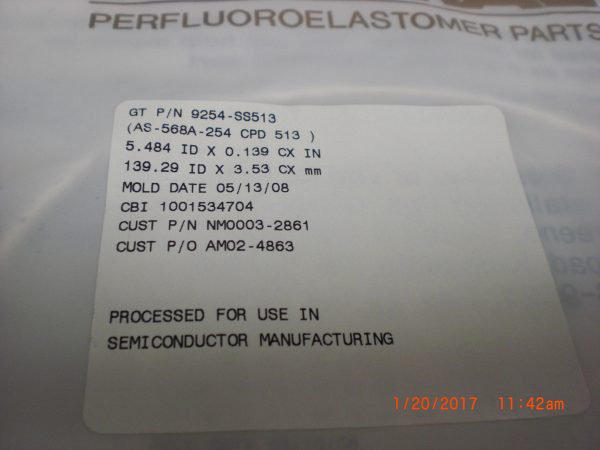 PERFLUOROELASTOMER PARTS
GT P/N 9254-SS513
(AS-568A-254 CPD 513 )
5.484 ID X 0.139 CX IN
139.29 ID X 3.53 CX mm
MOLD DATE 05/13/08
CBI 1001534704
CUST P/N NM0003-2861
CUST P/O AM02-4863
PROCESSED FOR USE IN
SEMICONDUCTOR MANUFACTURING
1/20/2017 11:42am